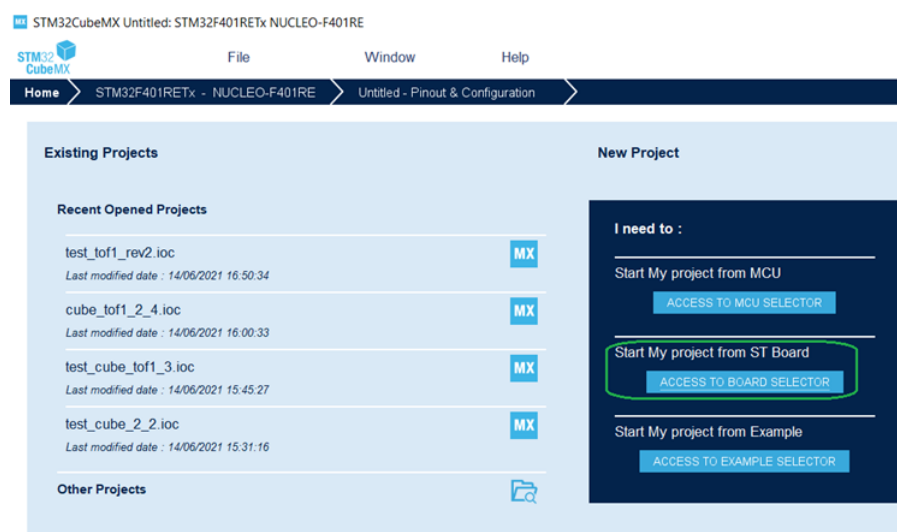 MX STM32CubeMX Untitled: STM32F401RETx NUCLEO-F401RE
STM32
CubeMX
File Window Help
Home STM32F401RETx - NUCLEO-F401RE Untitled - Pinout & Configuration
Existing Projects
Recent Opened Projects
test_tof1_rev2.ioc
Last modified date : 14/06/2021 16:50:34
MX
cube_tof1_2_4.ioc
Last modified date : 14/06/2021 16:00:33
MX
test_cube_tof1_3.ioc
Last modified date : 14/06/2021 15:45:27
MX
test_cube_2_2.ioc
Last modified date : 14/06/2021 15:31:16
MX
Other Projects
New Project
I need to :
Start My project from MCU
ACCESS TO MCU SELECTOR
Start My project from ST Board
ACCESS TO BOARD SELECTOR
Start My project from Example
ACCESS TO EXAMPLE SELECTOR